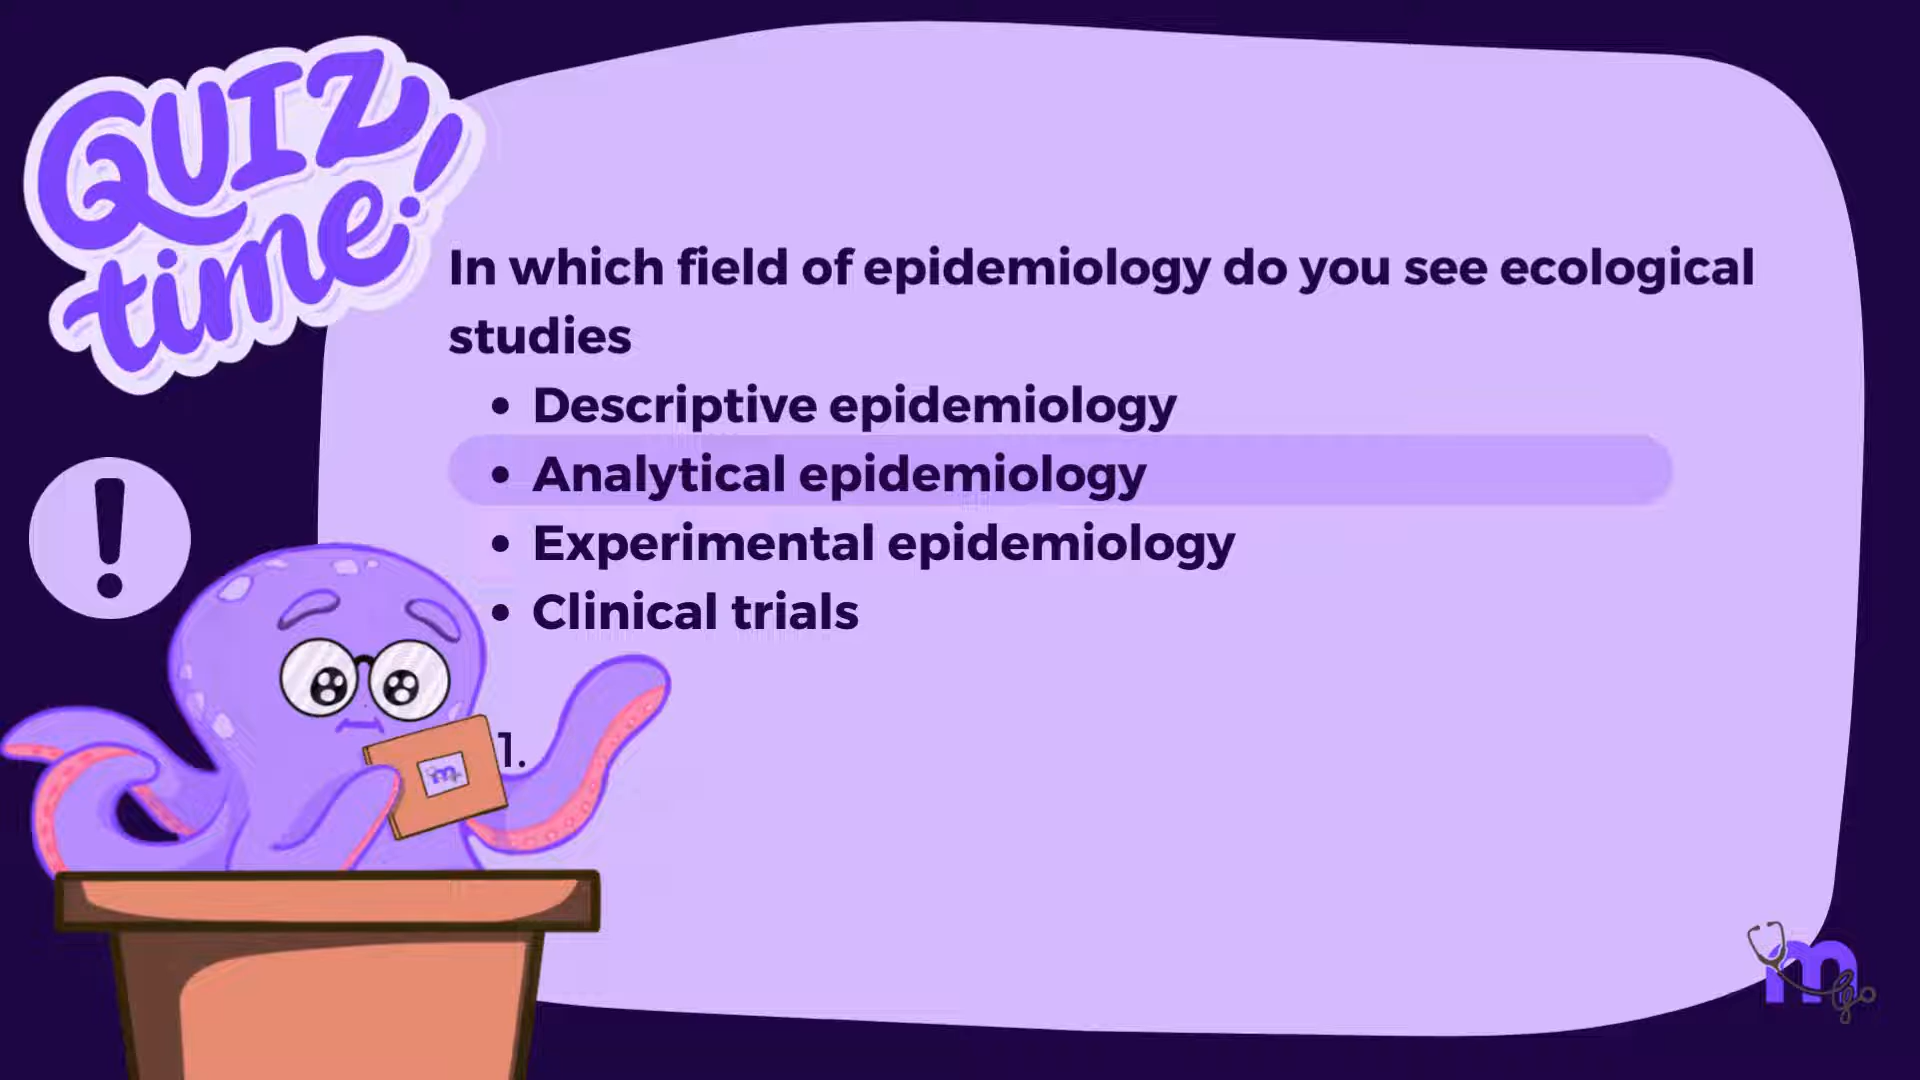 QUIZ
time!
In which field of epidemiology do you see ecological
studies
• Descriptive epidemiology
• Analytical epidemiology
• Experimental epidemiology
• Clinical trials
!
m
1.
m go